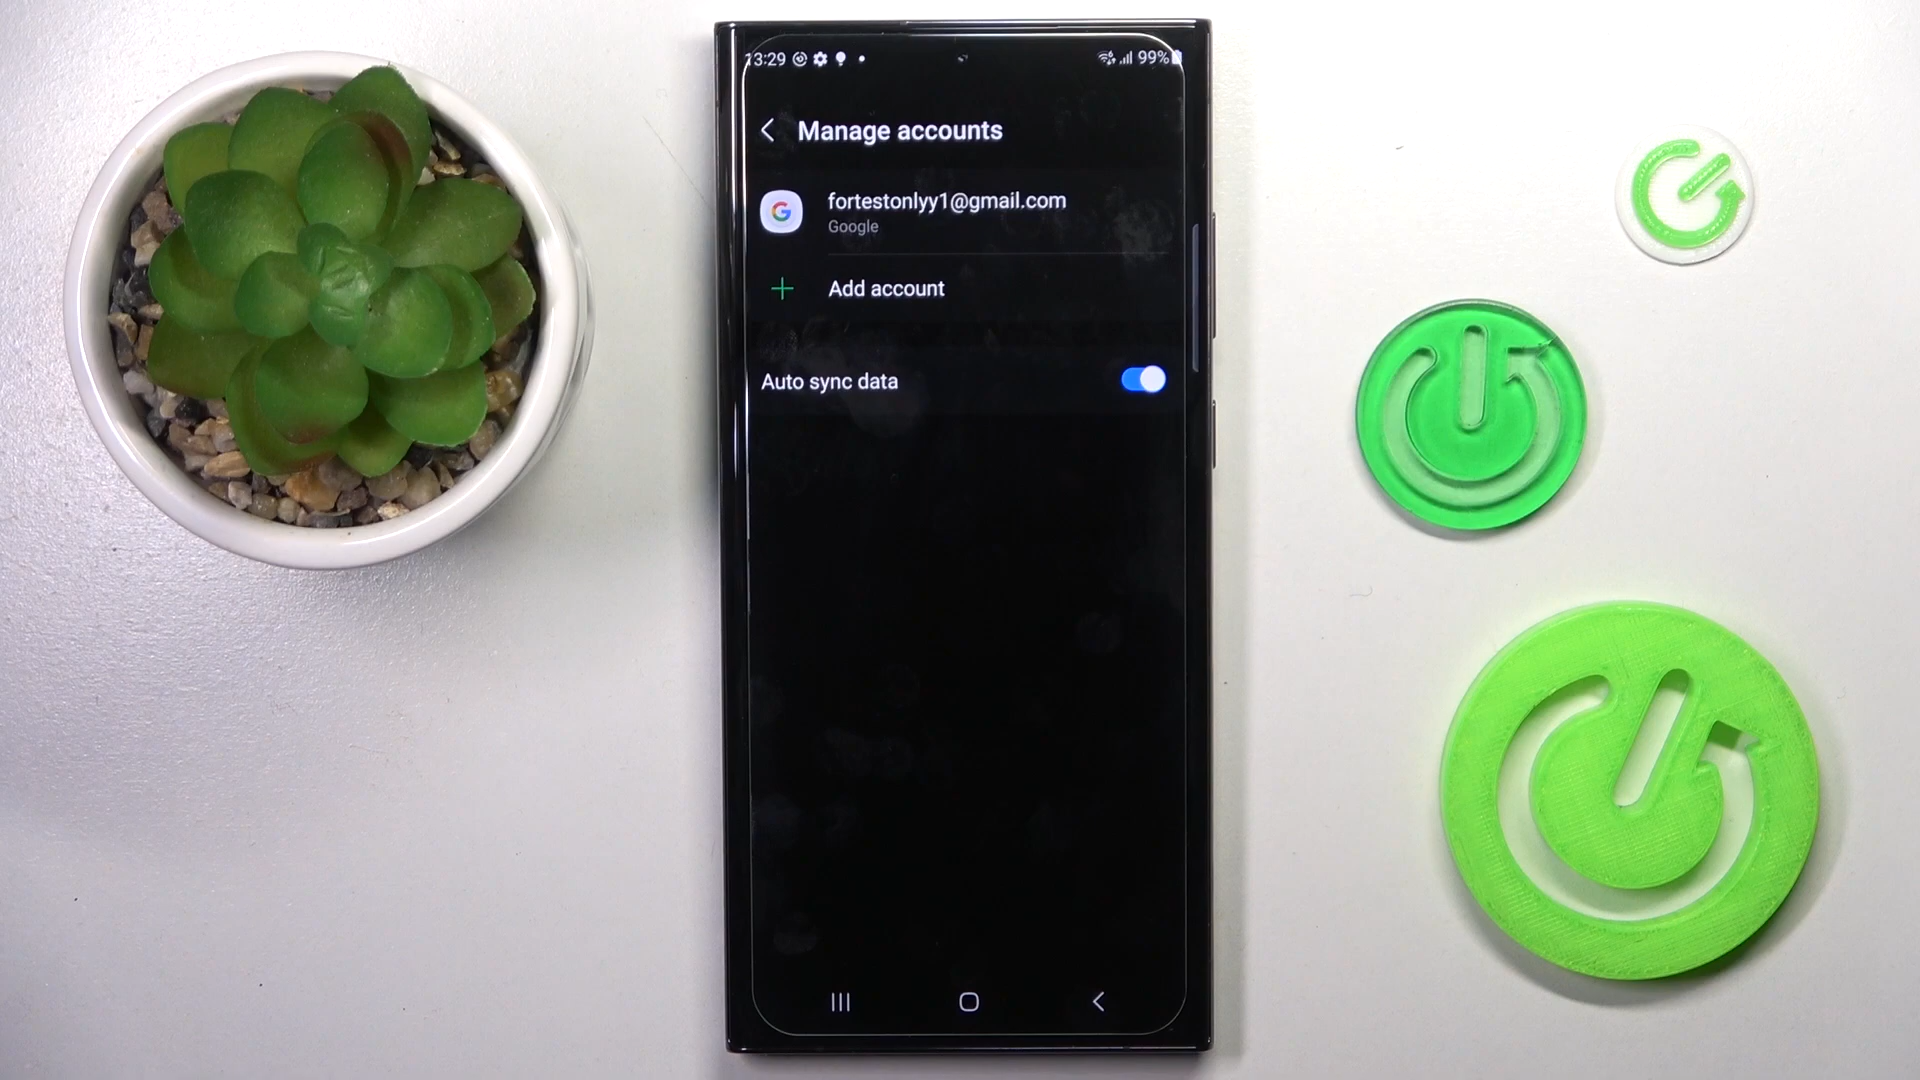 13:29 99%
Manage accounts
fortestonlyy1@gmail.com
Google
Add account
Auto sync data